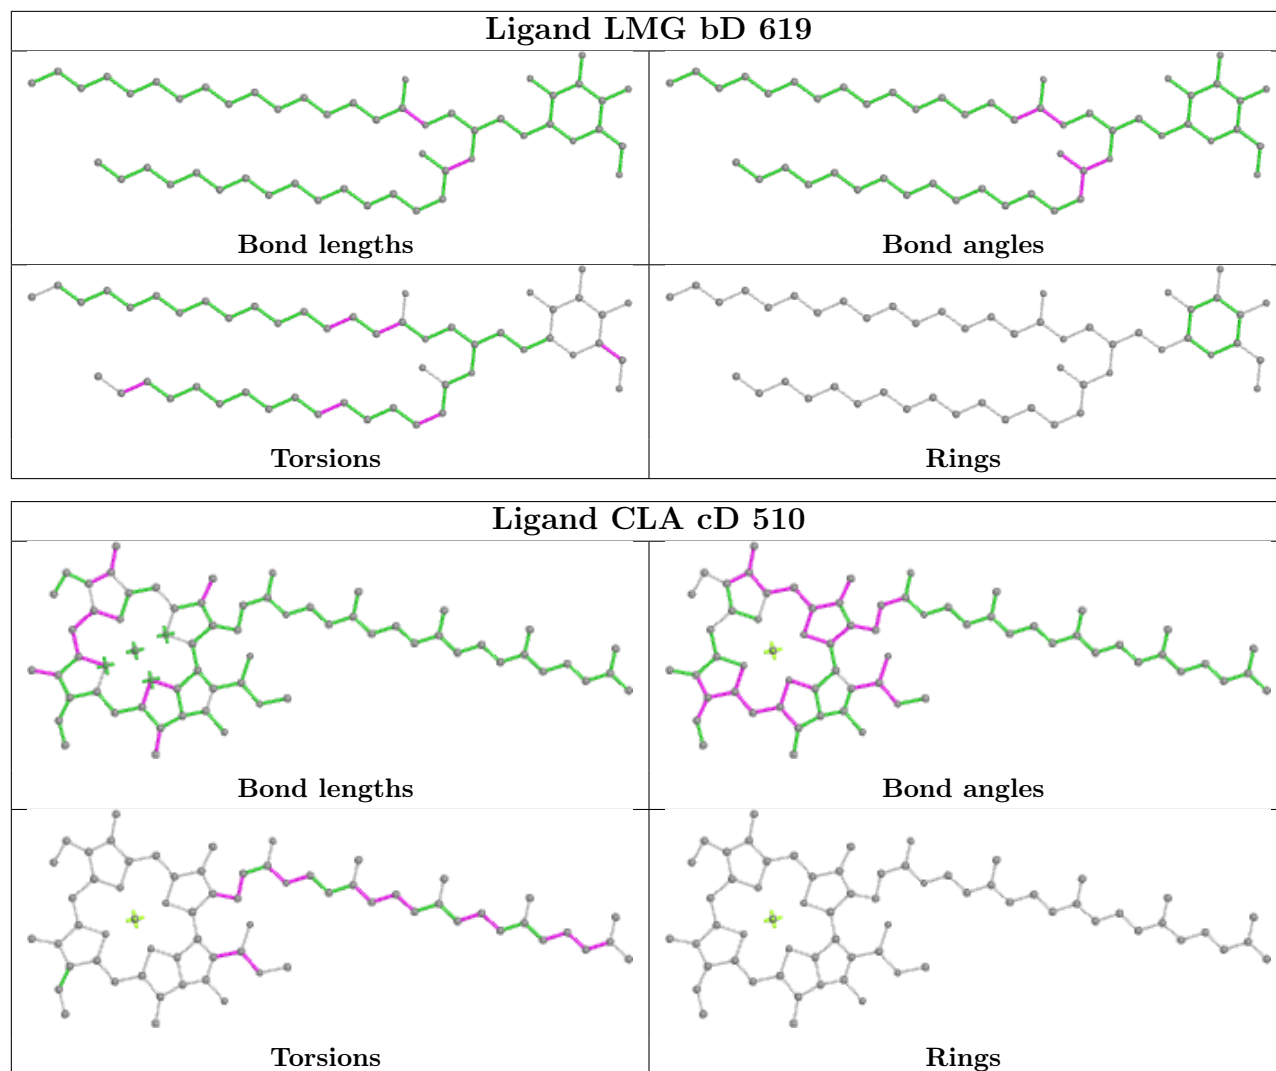 Ligand LMG bD 619
Bond lengths
Bond angles
Torsions
Rings
Ligand CLA cD 510
Bond lengths
Bond angles
Torsions
Rings